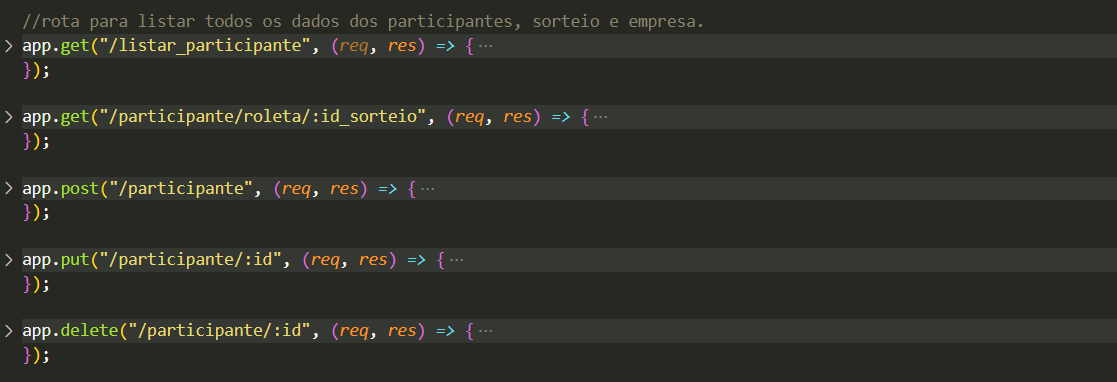 //rota para listar todos os dados dos participantes, sorteio e empresa.
app.get("/listar_participante", (req, res) => {···
});
app.get("/participante/roleta/:id_sorteio", (req, res) => {···
});
app.post("/participante", (req, res) => {···
});
app.put("/participante/:id", (req, res) => {···
});
app.delete("/participante/:id", (req, res) => {···
});